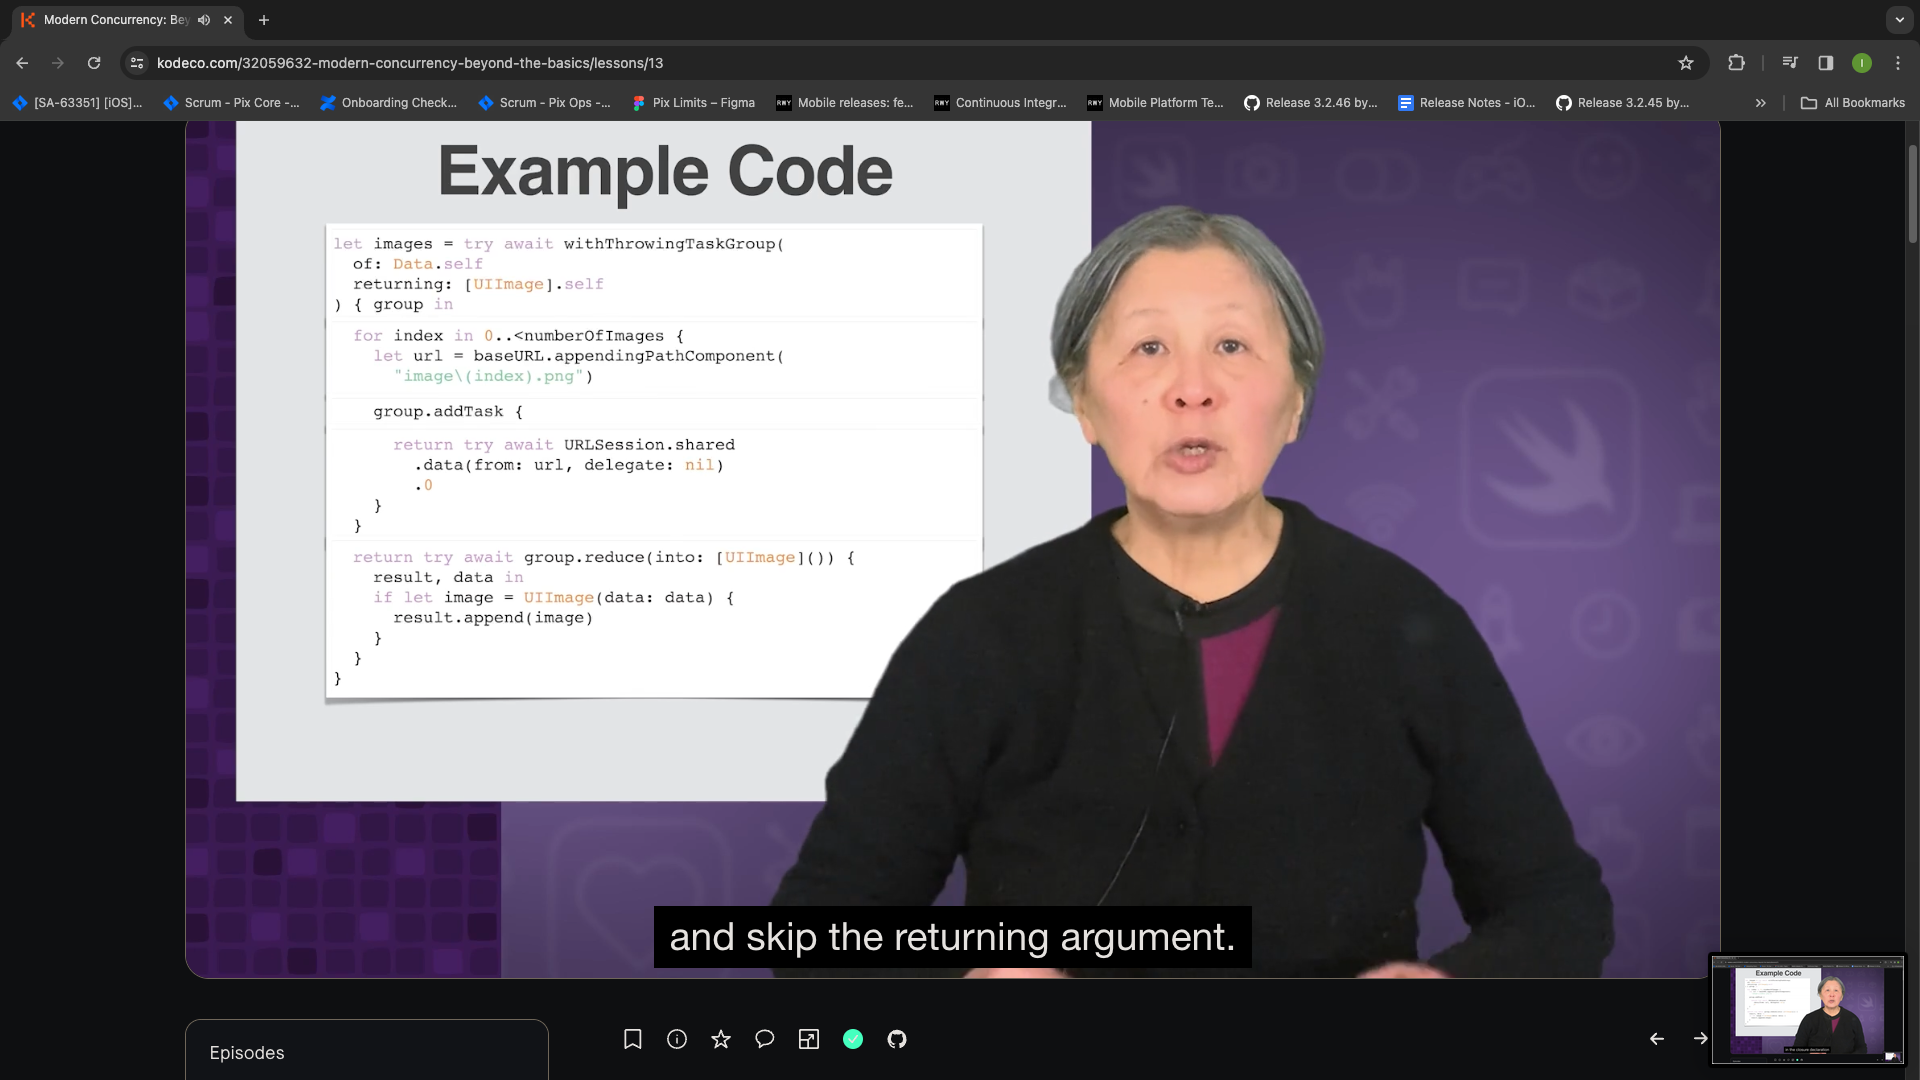 Modern Concurrency: Bey
kodeco.com/32059632-modern-concurrency-beyond-the-basics/lessons/13
I
[SA-63351] [iOS]...
Scrum - Pix Core -...
Onboarding Check...
Scrum - Pix Ops -...
Pix Limits – Figma
RWY Mobile releases: fe...
RWY Continuous Integr...
RWY Mobile Platform Te...
Release 3.2.46 by...
Release Notes - iO...
Release 3.2.45 by...
All Bookmarks
Example Code
let images = try await withThrowingTaskGroup(
  of: Data.self
  returning: [UIImage].self
) { group in
  for index in 0..<numberOfImages {
    let url = baseURL.appendingPathComponent(
      "image\(index).png")
    group.addTask {
      return try await URLSession.shared
        .data(from: url, delegate: nil)
        .0
    }
  }
  return try await group.reduce(into: [UIImage]()) {
    result, data in
    if let image = UIImage(data: data) {
      result.append(image)
    }
  }
}
and skip the returning argument.
Episodes
Example Code